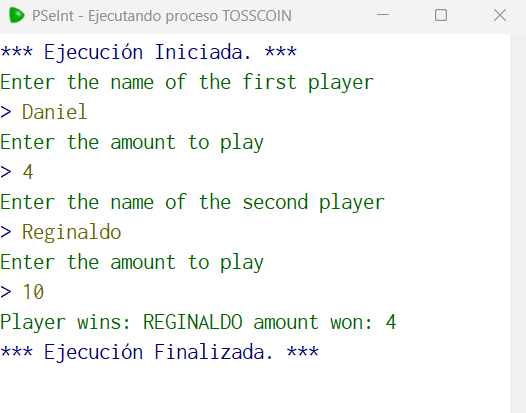 PSeInt - Ejecutando proceso TOSSCOIN
*** Ejecución Iniciada. ***
Enter the name of the first player
> Daniel
Enter the amount to play
> 4
Enter the name of the second player
> Reginaldo
Enter the amount to play
> 10
Player wins: REGINALDO amount won: 4
*** Ejecución Finalizada. ***